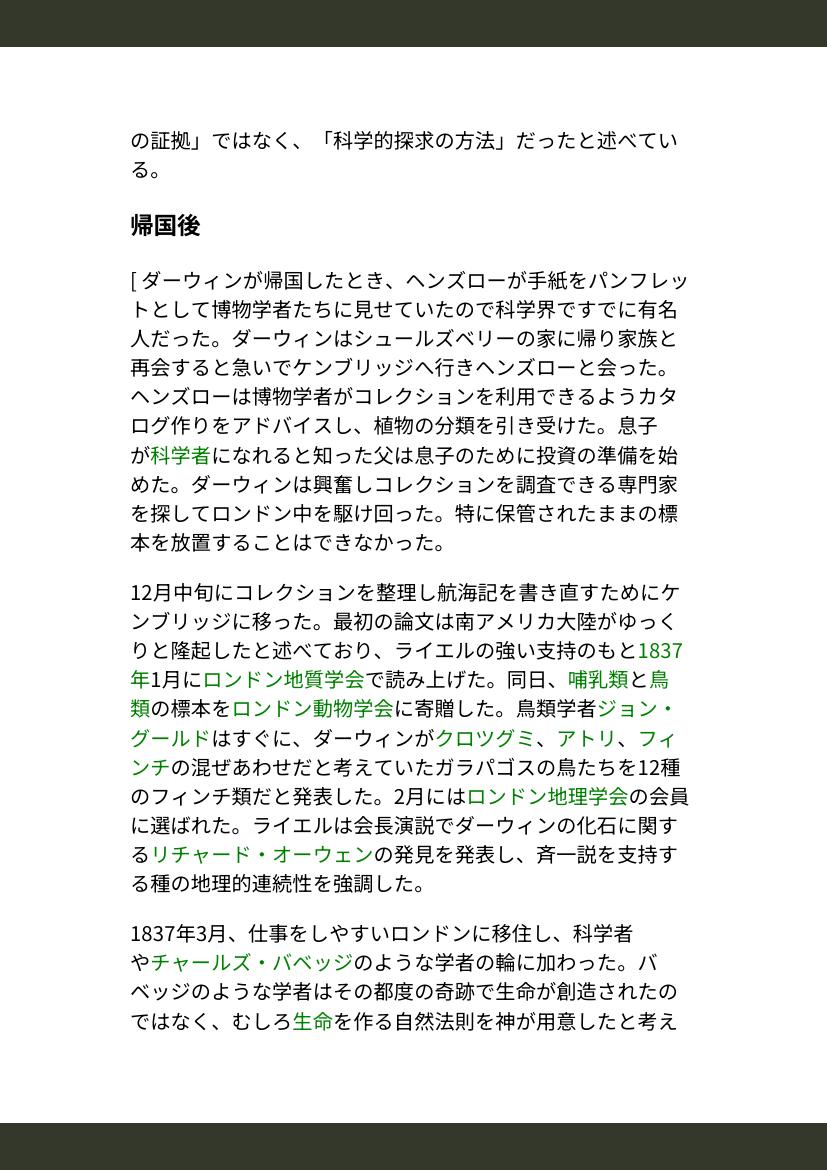 の証拠」ではなく、「科学的探求の方法」だったと述べてい
る。
帰国後
[ ダーウィンが帰国したとき、ヘンズローが手紙をパンフレッ
トとして博物学者たちに見せていたので科学界ですでに有名
人だった。ダーウィンはシュールズベリーの家に帰り家族と
再会すると急いでケンブリッジへ行きヘンズローと会った。
ヘンズローは博物学者がコレクションを利用できるようカタ
ログ作りをアドバイスし、植物の分類を引き受けた。息子
が科学者になれると知った父は息子のために投資の準備を始
めた。ダーウィンは興奮しコレクションを調査できる専門家
を探してロンドン中を駆け回った。特に保管されたままの標
本を放置することはできなかった。
12月中旬にコレクションを整理し航海記を書き直すためにケ
ンブリッジに移った。最初の論文は南アメリカ大陸がゆっく
りと隆起したと述べており、ライエルの強い支持のもと1837
年1月にロンドン地質学会で読み上げた。同日、哺乳類と鳥
類の標本をロンドン動物学会に寄贈した。鳥類学者ジョン・
グールドはすぐに、ダーウィンがクロツグミ、アトリ、フィ
ンチの混ぜあわせだと考えていたガラパゴスの鳥たちを12種
のフィンチ類だと発表した。2月にはロンドン地理学会の会員
に選ばれた。ライエルは会長演説でダーウィンの化石に関す
るリチャード・オーウェンの発見を発表し、斉一説を支持す
る種の地理的連続性を強調した。
1837年3月、仕事をしやすいロンドンに移住し、科学者
やチャールズ・バベッジのような学者の輪に加わった。バ
ベッジのような学者はその都度の奇跡で生命が創造されたの
ではなく、むしろ生命を作る自然法則を神が用意したと考え